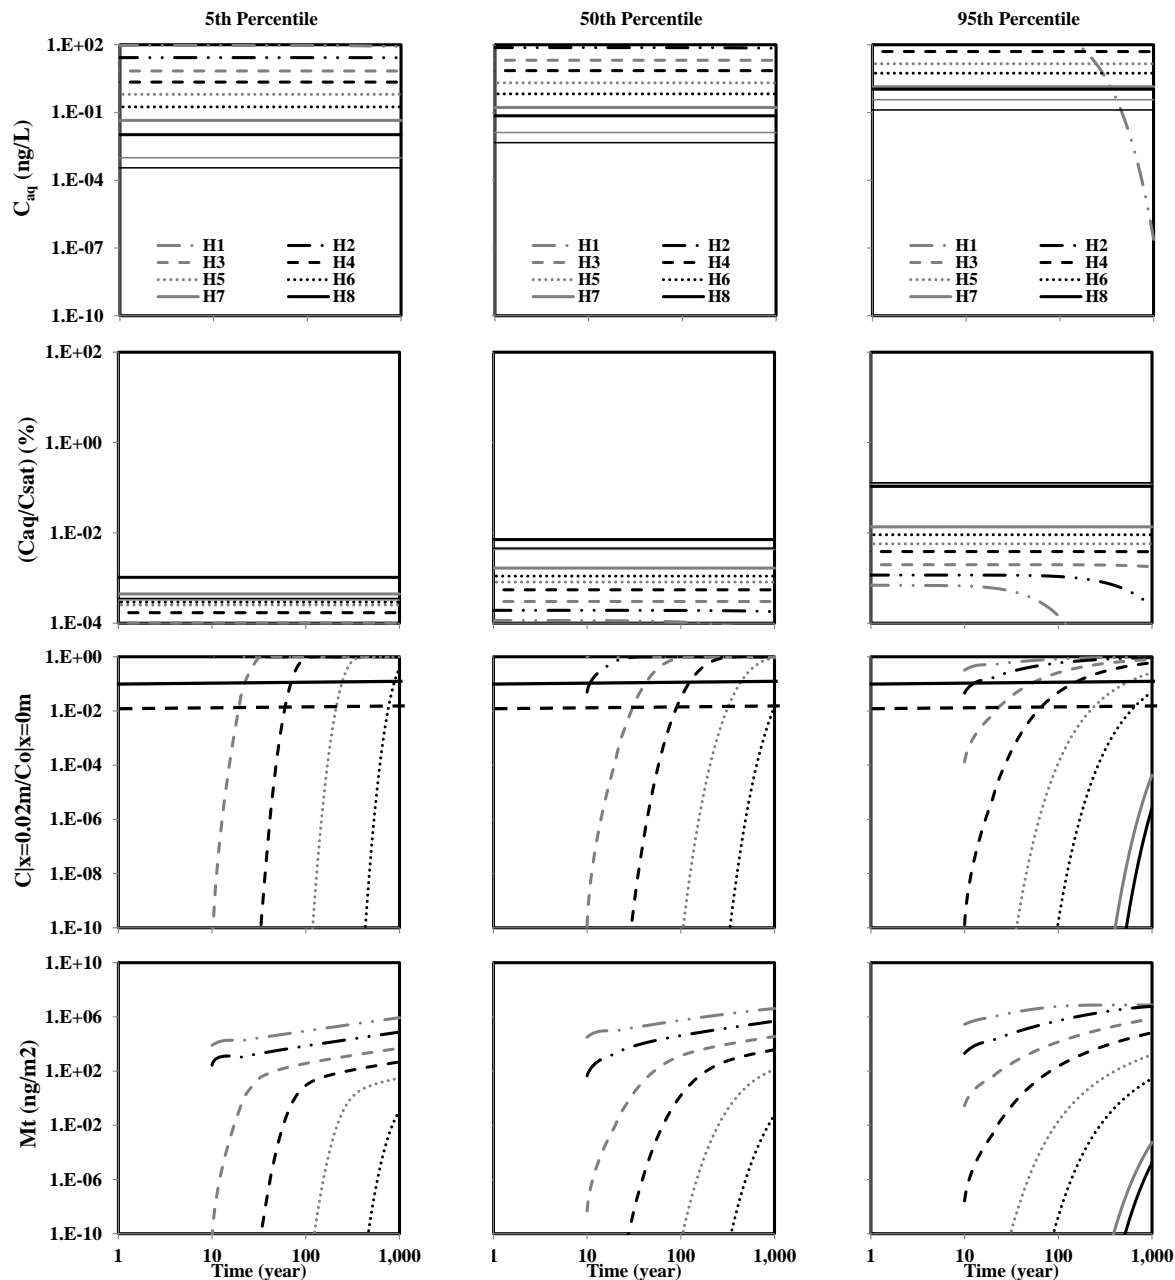 5th Percentile 50th Percentile 95th Percentile
Caq (ng/L)
1.E+02
1.E-01
1.E-04
1.E-07
1.E-10
H1 H2
H3 H4
H5 H6
H7 H8
H1 H2
H3 H4
H5 H6
H7 H8
H1 H2
H3 H4
H5 H6
H7 H8
(Caq/Csat) (%)
1.E+02
1.E+00
1.E-02
1.E-04
C|x=0.02m/Co|x=0m
1.E+00
1.E-02
1.E-04
1.E-06
1.E-08
1.E-10
Mt (ng/m2)
1.E+10
1.E+06
1.E+02
1.E-02
1.E-06
1.E-10
1 10 100 1,000
Time (year)
1 10 100 1,000
Time (year)
1 10 100 1,000
Time (year)